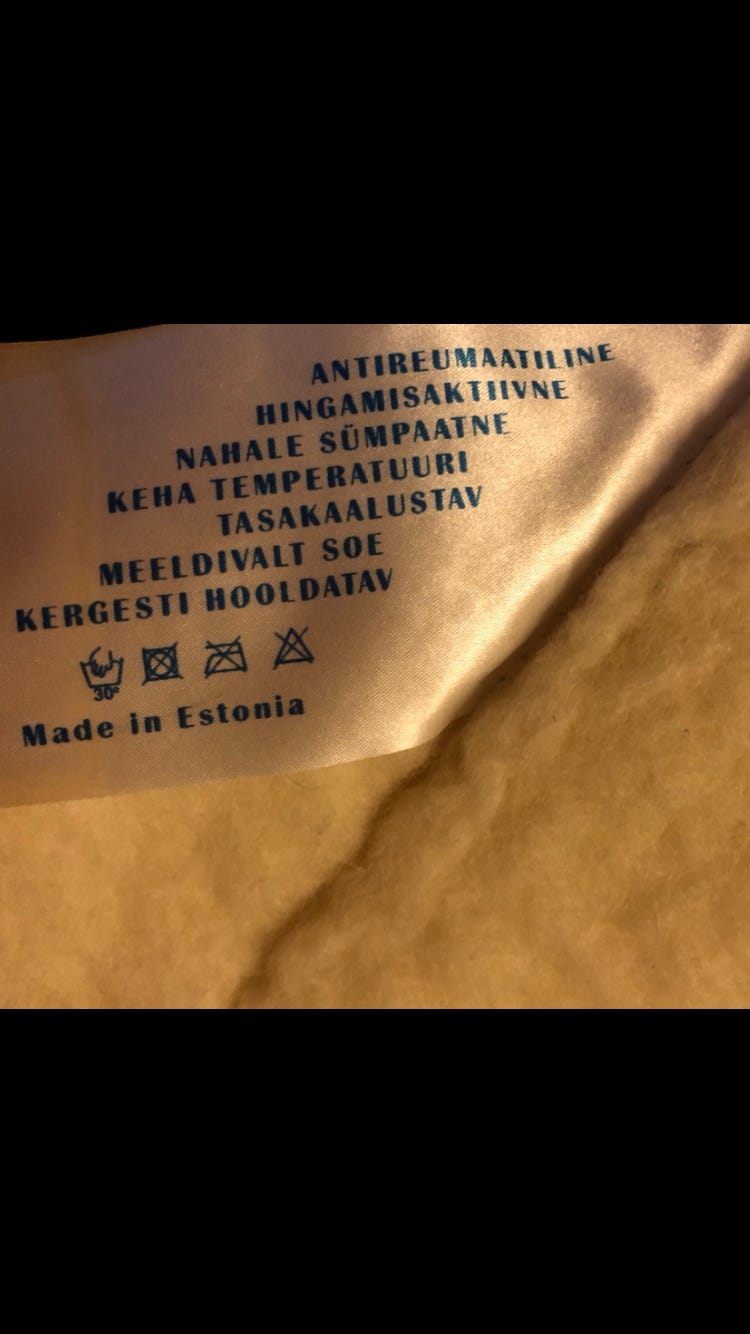 ANTIREUMAATILINE
HINGAMISAKTIIVNE
NAHALE SÜMPAATNE
KEHA TEMPERATUURI
TASAKAALUSTAV
MEELDIVALT SOE
KERGESTI HOOLDATAV
30°
Made in Estonia